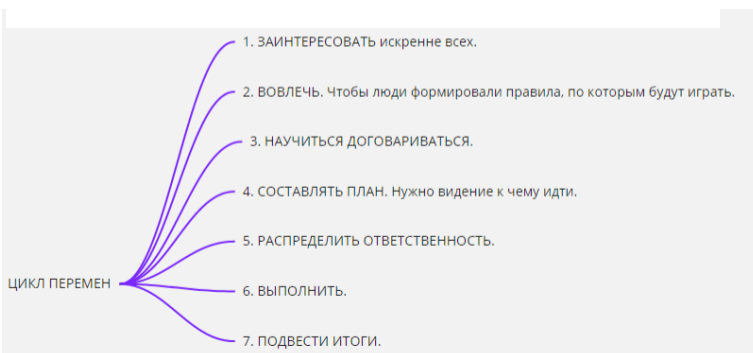 1. ЗАИНТЕРЕСОВАТЬ искренне всех.
2. ВОВЛЕЧЬ. Чтобы люди формировали правила, по которым будут играть.
3. НАУЧИТЬСЯ ДОГОВАРИВАТЬСЯ.
4. СОСТАВЛЯТЬ ПЛАН. Нужно видение к чему идти.
5. РАСПРЕДЕЛИТЬ ОТВЕТСТВЕННОСТЬ.
ЦИКЛ ПЕРЕМЕН
6. ВЫПОЛНИТЬ.
7. ПОДВЕСТИ ИТОГИ.